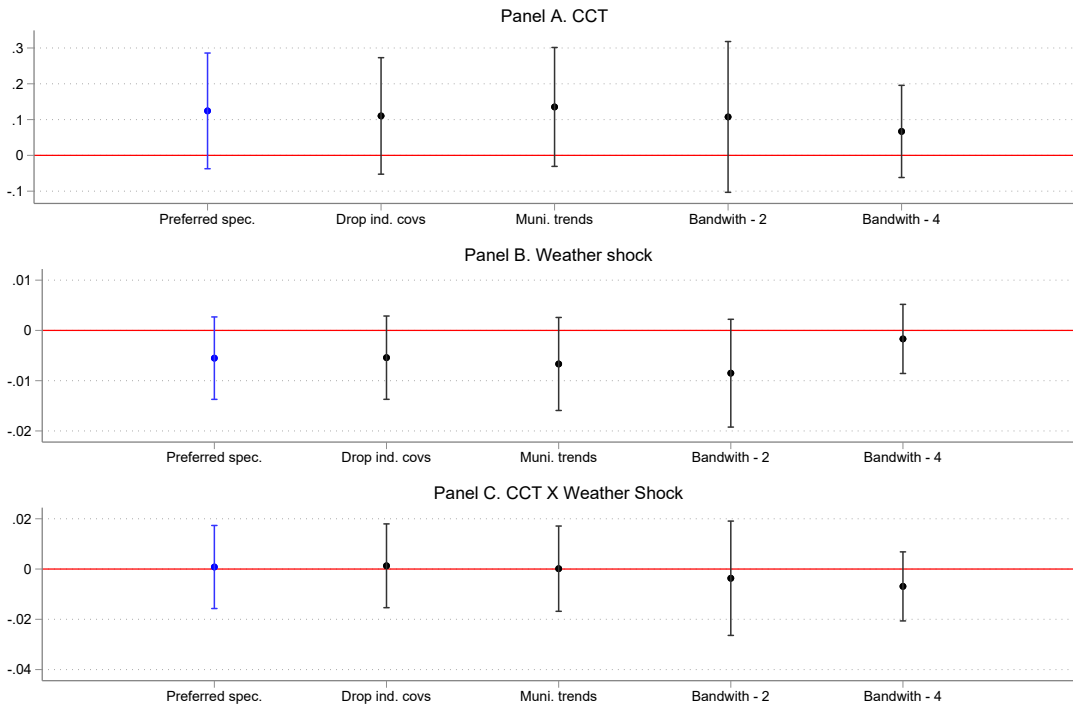 Panel A. CCT
.3
.2
.1
0
-.1
Preferred spec. Drop ind. covs Muni. trends Bandwith - 2 Bandwith - 4
Panel B. Weather shock
.01
0
-.01
-.02
Preferred spec. Drop ind. covs Muni. trends Bandwith - 2 Bandwith - 4
Panel C. CCT X Weather Shock
.02
0
-.02
-.04
Preferred spec. Drop ind. covs Muni. trends Bandwith - 2 Bandwith - 4